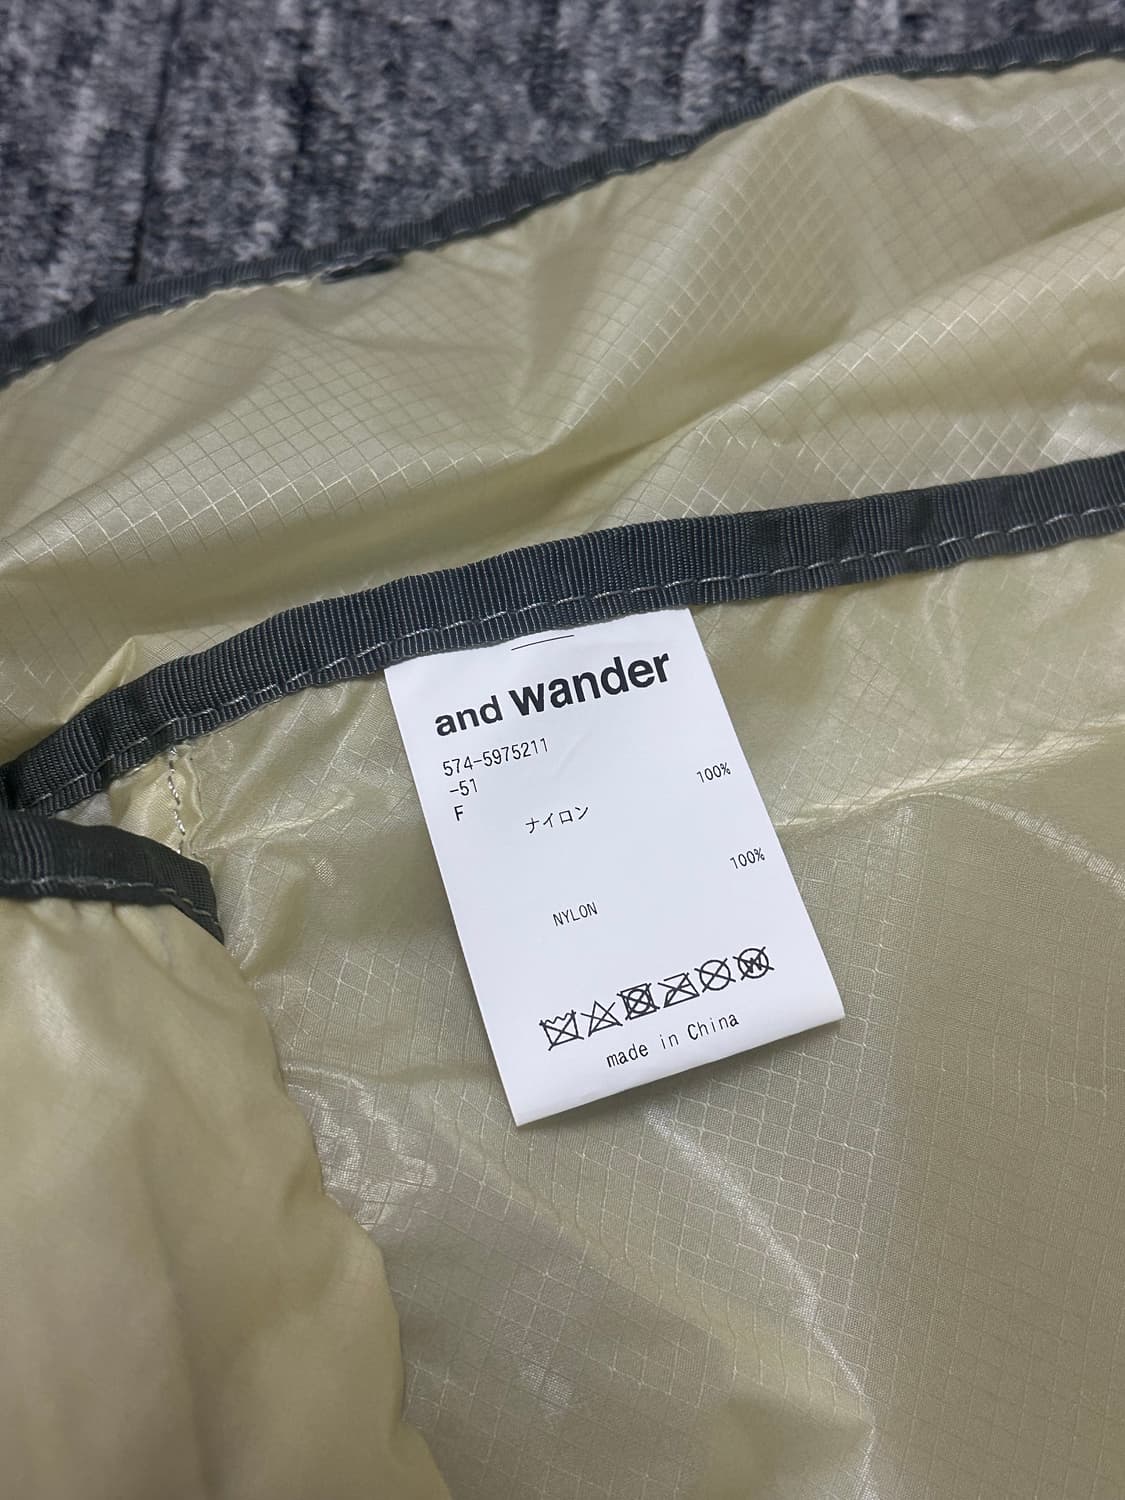 and wander
574-5975211
-51
F
ナイロン 100%
NYLON 100%
made in China